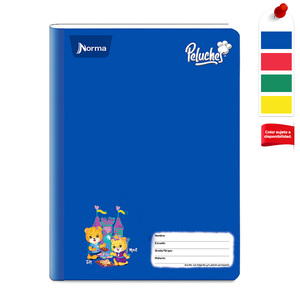 Norma
Peluches
Color sujeto a
disponibilidad.
Nombre:
Escuela:
Grado/Grupo:
Materia: